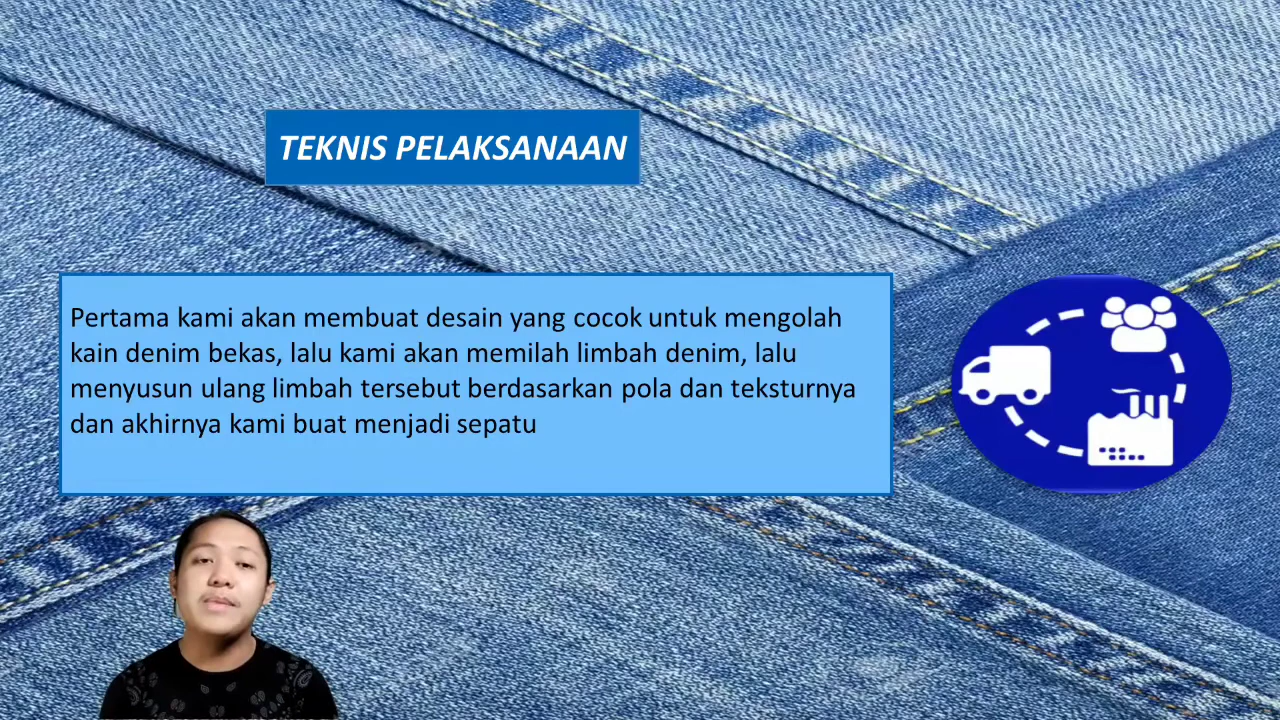 TEKNIS PELAKSANAAN
Pertama kami akan membuat desain yang cocok untuk mengolah
kain denim bekas, lalu kami akan memilah limbah denim, lalu
menyusun ulang limbah tersebut berdasarkan pola dan teksturnya
dan akhirnya kami buat menjadi sepatu